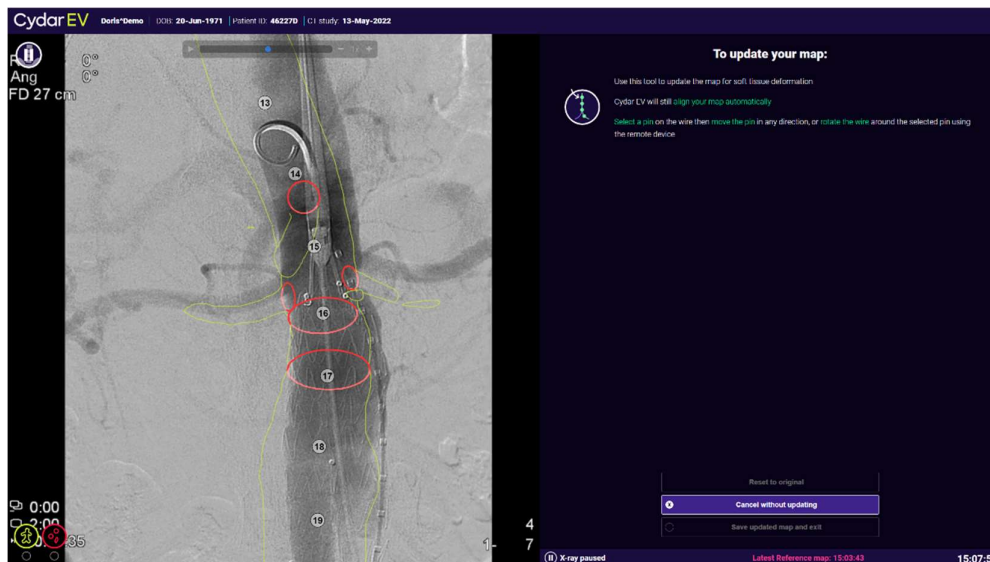 Cydar EV Doris^Demo DOB: 20-Jun-1971 Patient ID: 46227D CT study: 13-May-2022
0°
Ang 0°
FD 27 cm
13
14
15
16
17
18
19
0:00
2:00
35
4
1- 7
To update your map:
Use this tool to update the map for soft tissue deformation
Cydar EV will still align your map automatically
Select a pin on the wire then move the pin in any direction, or rotate the wire around the selected pin using
the remote device
Reset to original
Cancel without updating
Save updated map and exit
X-ray paused Latest Reference map: 15:03:43